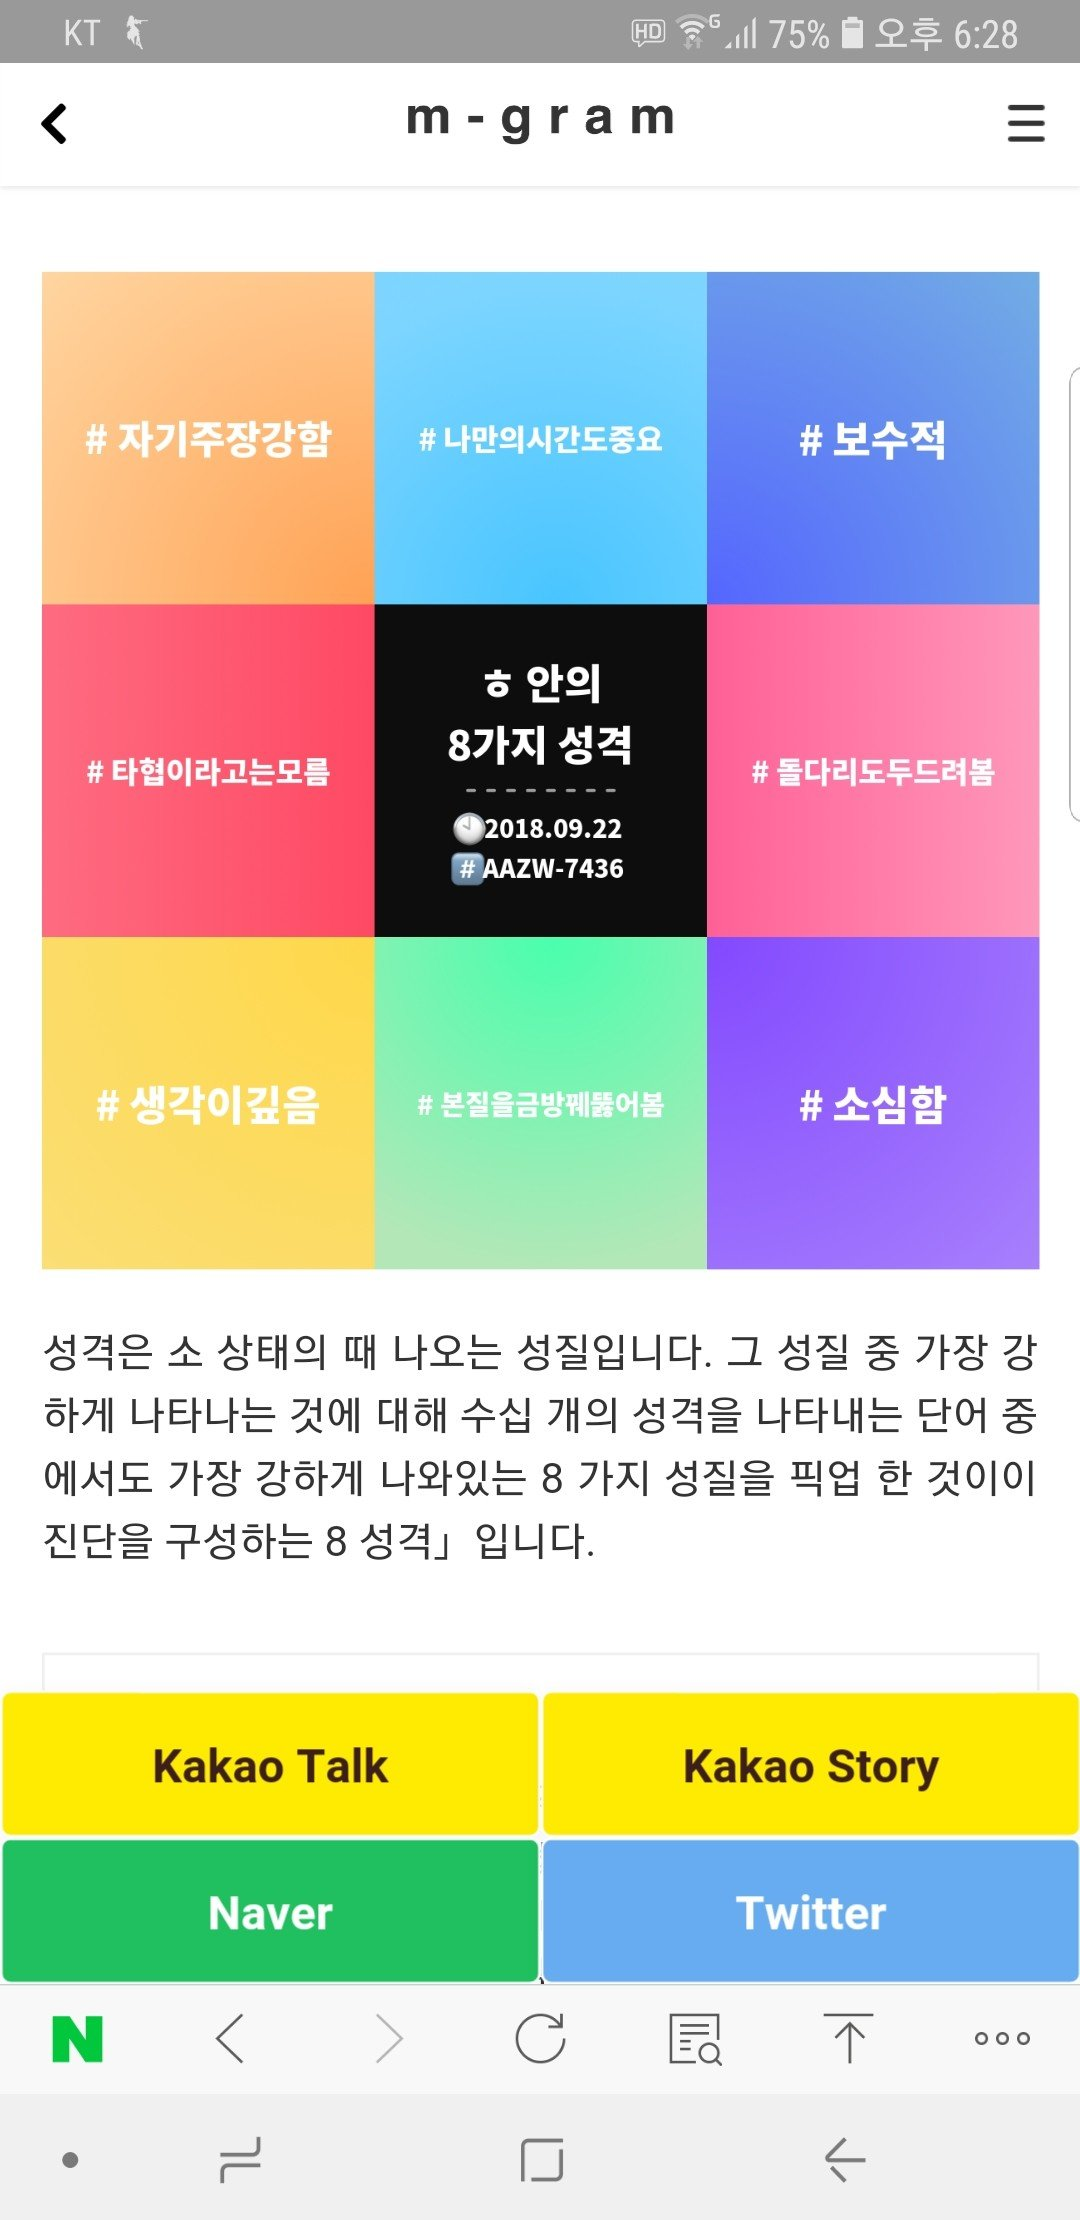 KT HD G 75% 오후 6:28
m-gram
# 자기주장강함
# 나만의시간도중요
# 보수적
# 타협이라고는모름
ㅎ 안의
8가지 성격
--------
🕙2018.09.22
#️⃣AAZW-7436
# 돌다리도두드려봄
# 생각이깊음
# 본질을금방꿰뚫어봄
# 소심함
성격은 소 상태의 때 나오는 성질입니다. 그 성질 중 가장 강
하게 나타나는 것에 대해 수십 개의 성격을 나타내는 단어 중
에서도 가장 강하게 나와있는 8 가지 성질을 픽업 한 것이이
진단을 구성하는 8 성격」입니다.
Kakao Talk
Kakao Story
Naver
Twitter
N